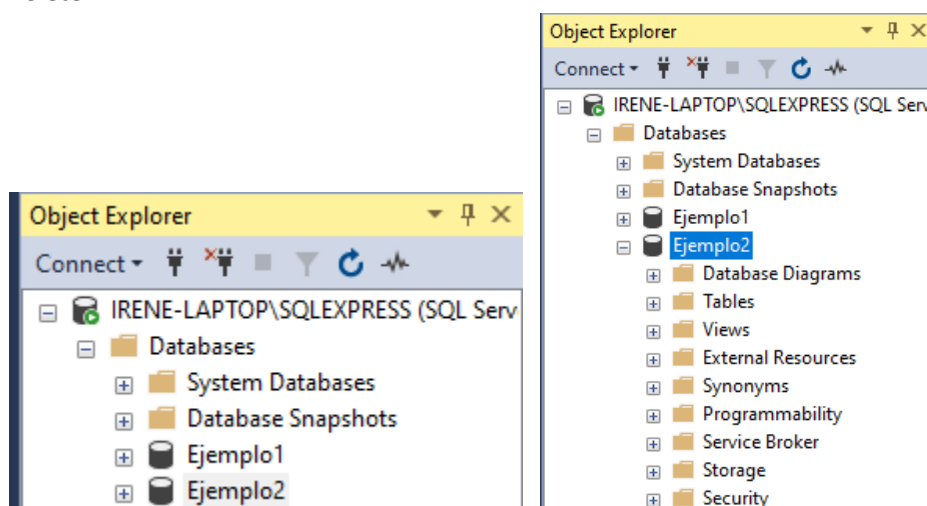 Object Explorer
Connect
IRENE-LAPTOP\SQLEXPRESS (SQL Serv
Databases
System Databases
Database Snapshots
Ejemplo1
Ejemplo2
Object Explorer
Connect
IRENE-LAPTOP\SQLEXPRESS (SQL Serv
Databases
System Databases
Database Snapshots
Ejemplo1
Ejemplo2
Database Diagrams
Tables
Views
External Resources
Synonyms
Programmability
Service Broker
Storage
Security